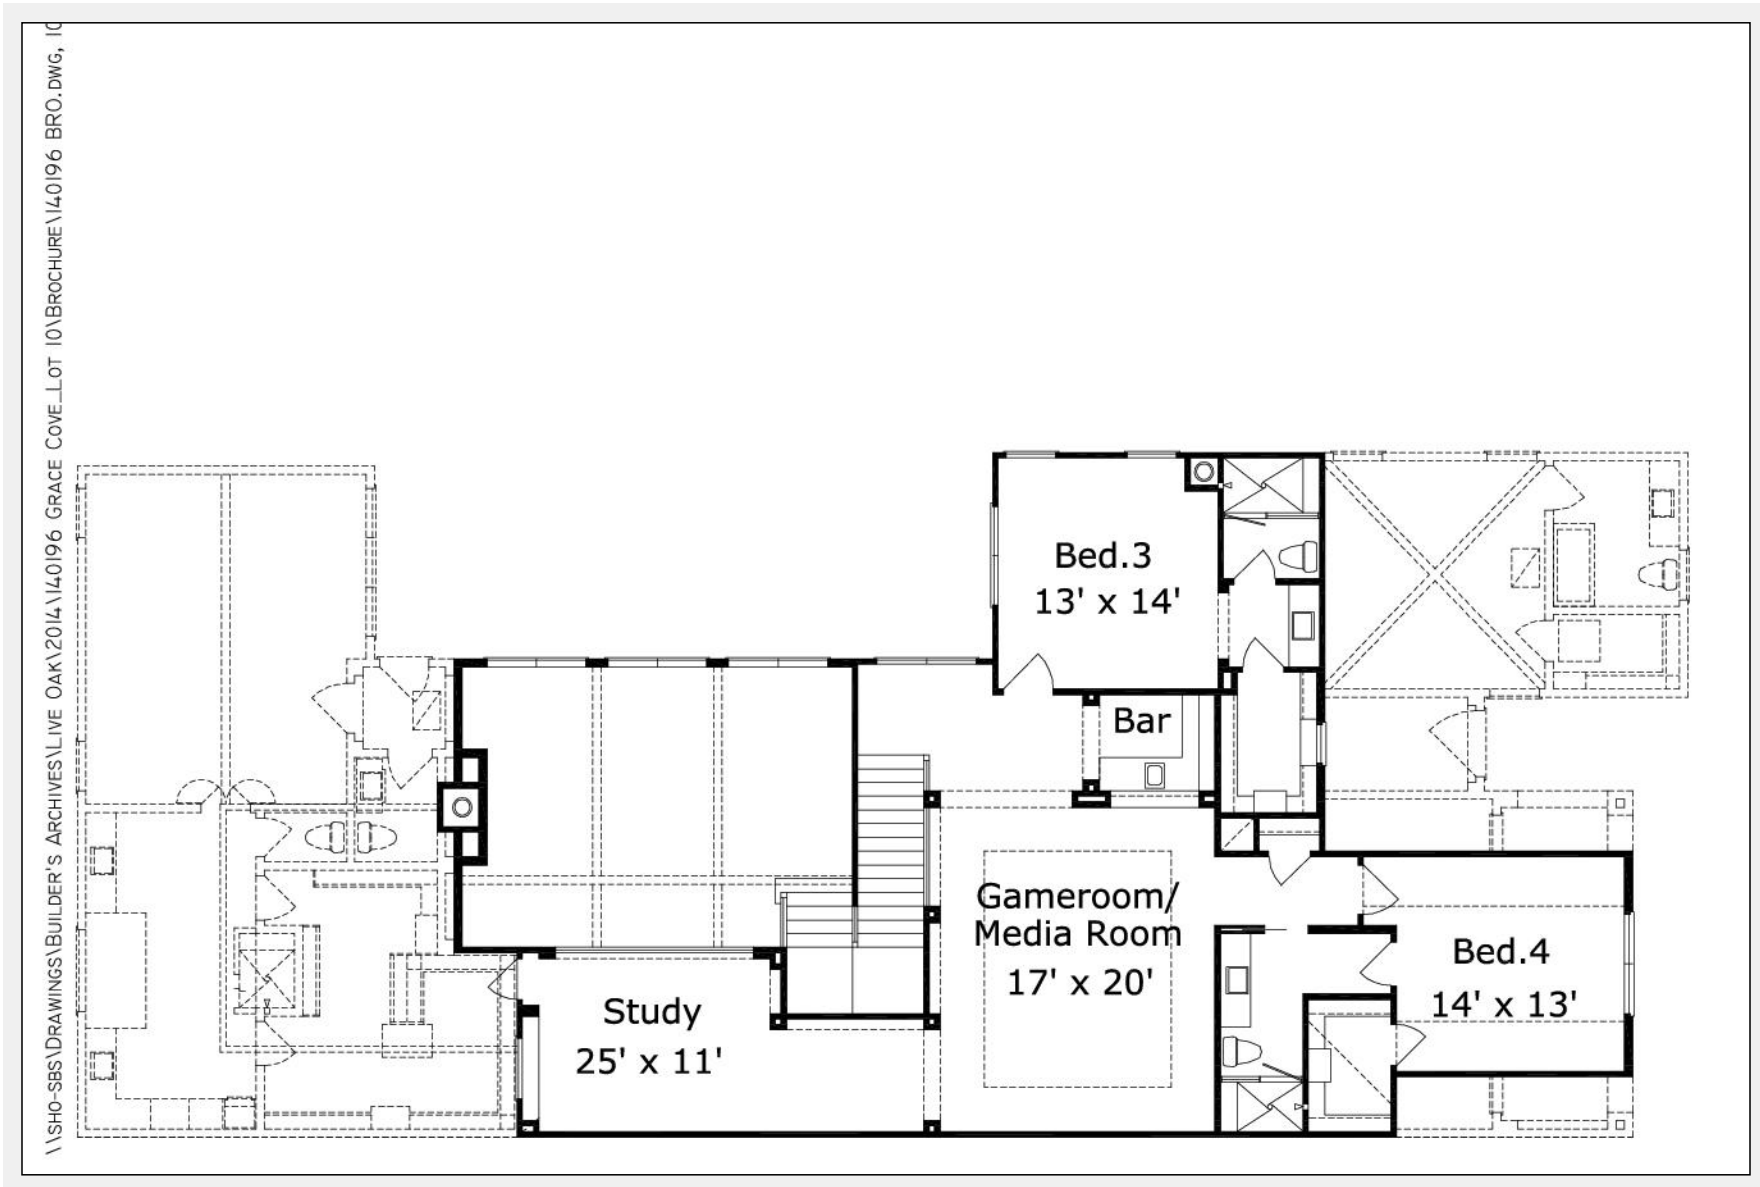 \\SHO-SBS\DRAWINGS\BUILDER'S ARCHIVES\LIVE OAK\2014\140196 GRACE COVE_LOT 10\BROCHURE\140196 BRO.DWG,
Bed.3
13' x 14'
Bar
Gameroom/
Media Room
17' x 20'
Bed.4
14' x 13'
Study
25' x 11'